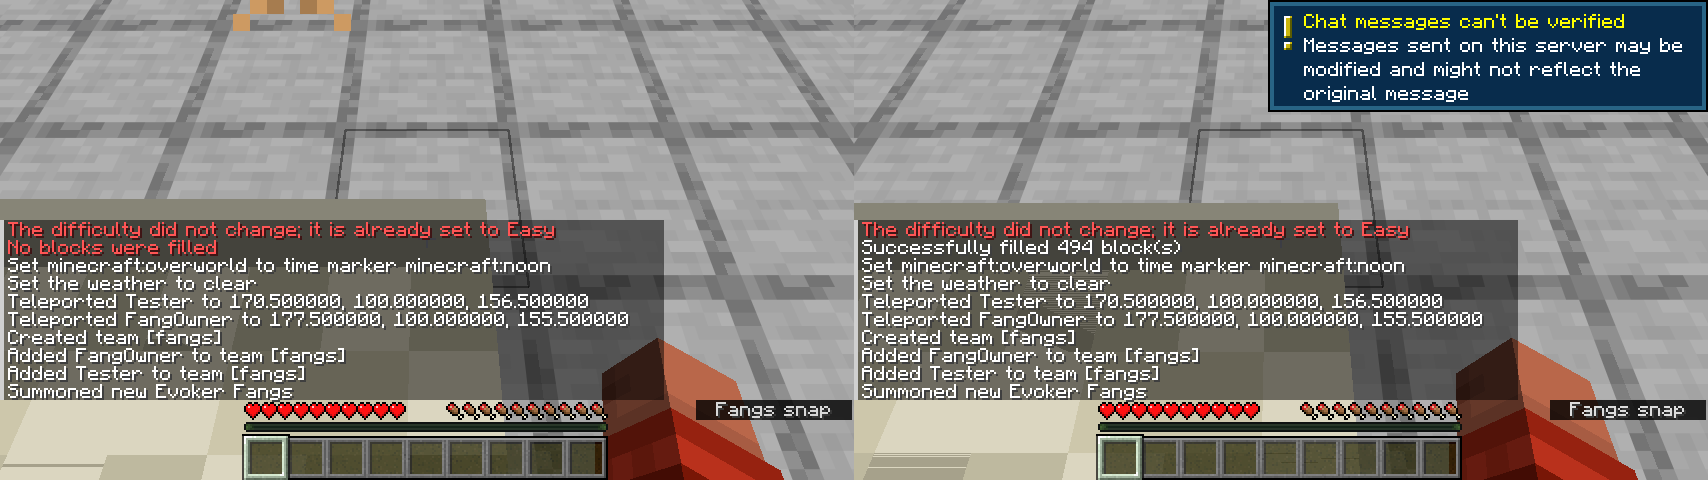 The difficulty did not change; it is already set to Easy
No blocks were filled
Set minecraft:overworld to time marker minecraft:noon
Set the weather to clear
Teleported Tester to 170.500000, 100.000000, 156.500000
Teleported FangOwner to 177.500000, 100.000000, 155.500000
Created team [fangs]
Added FangOwner to team [fangs]
Added Tester to team [fangs]
Summoned new Evoker Fangs
Fangs snap
Chat messages can't be verified
Messages sent on this server may be
modified and might not reflect the
original message
The difficulty did not change; it is already set to Easy
Successfully filled 494 block(s)
Set minecraft:overworld to time marker minecraft:noon
Set the weather to clear
Teleported Tester to 170.500000, 100.000000, 156.500000
Teleported FangOwner to 177.500000, 100.000000, 155.500000
Created team [fangs]
Added FangOwner to team [fangs]
Added Tester to team [fangs]
Summoned new Evoker Fangs
Fangs snap